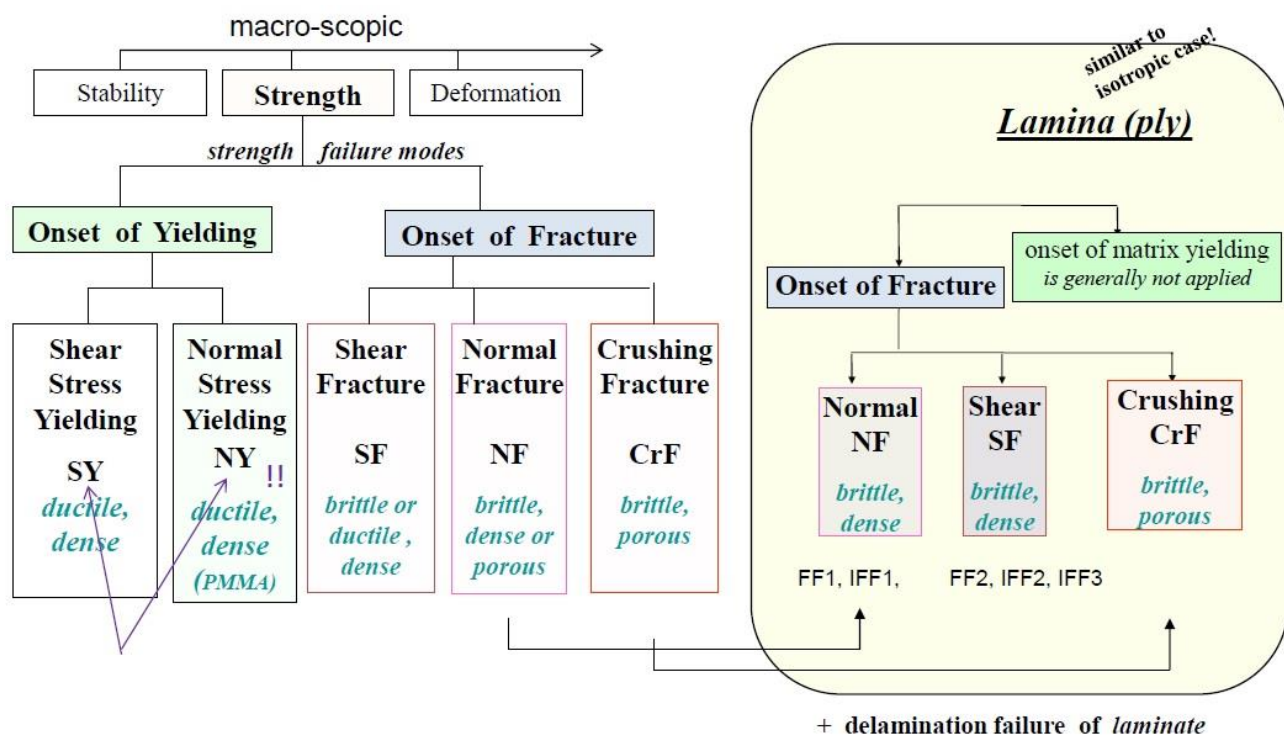 macro-scopic
Stability
Strength
Deformation
strength failure modes
Onset of Yielding
Onset of Fracture
Shear
Stress
Yielding
SY
ductile,
dense
Normal
Stress
Yielding
NY
!!
ductile,
dense
(PMMA)
Shear
Fracture
SF
brittle or
ductile ,
dense
Normal
Fracture
NF
brittle,
dense or
porous
Crushing
Fracture
CrF
brittle,
porous
similar to
isotropic case!
Lamina (ply)
onset of matrix yielding
is generally not applied
Onset of Fracture
Normal
NF
brittle,
dense
Shear
SF
brittle,
dense
Crushing
CrF
brittle,
porous
FF1, IFF1,
FF2, IFF2, IFF3
+ delamination failure of laminate